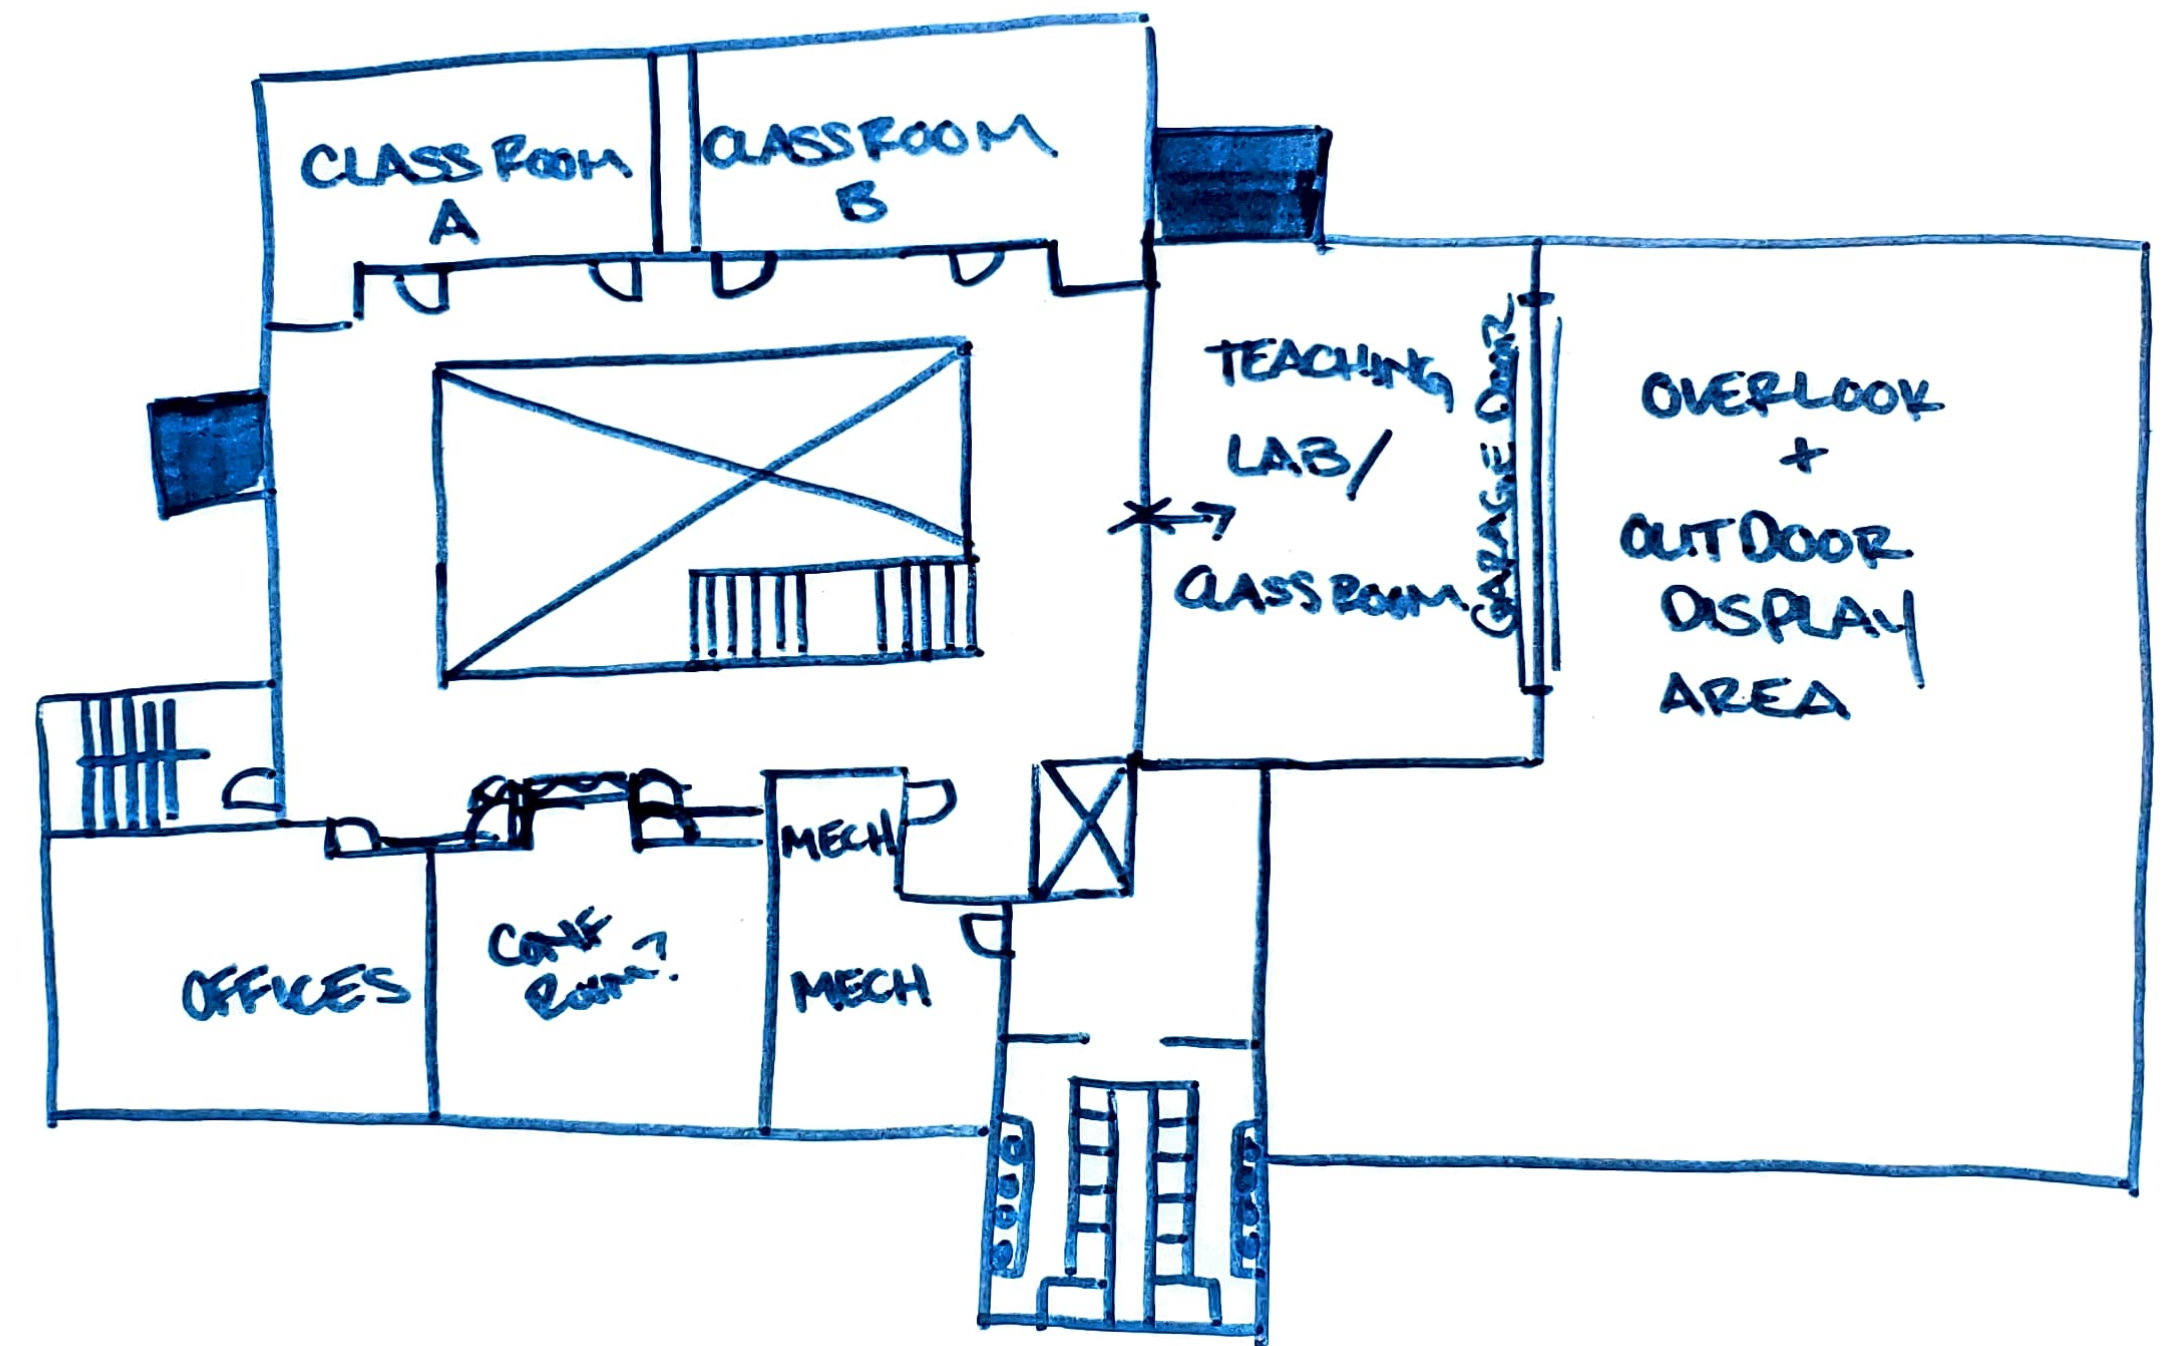 CLASSROOM
A
CLASSROOM
B
TEACHING
LAB/
CLASSROOM
GARAGE DOOR
OVERLOOK
+
OUTDOOR
DISPLAY
AREA
MECH
OFFICES
CONF
ROOM?
MECH